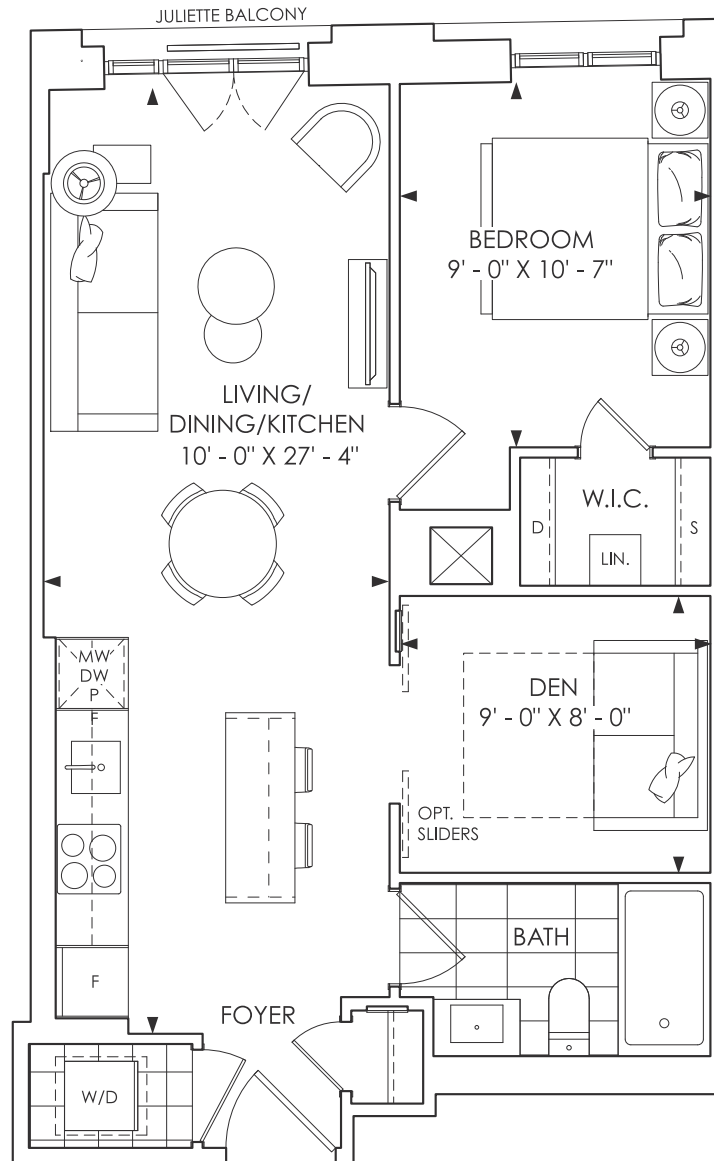 JULIETTE BALCONY
BEDROOM
9' - 0" X 10' - 7"
LIVING/
DINING/KITCHEN
10' - 0" X 27' - 4"
W.I.C.
D
S
LIN.
MW
DW
P
F
DEN
9' - 0" X 8' - 0"
OPT.
SLIDERS
BATH
F
FOYER
W/D